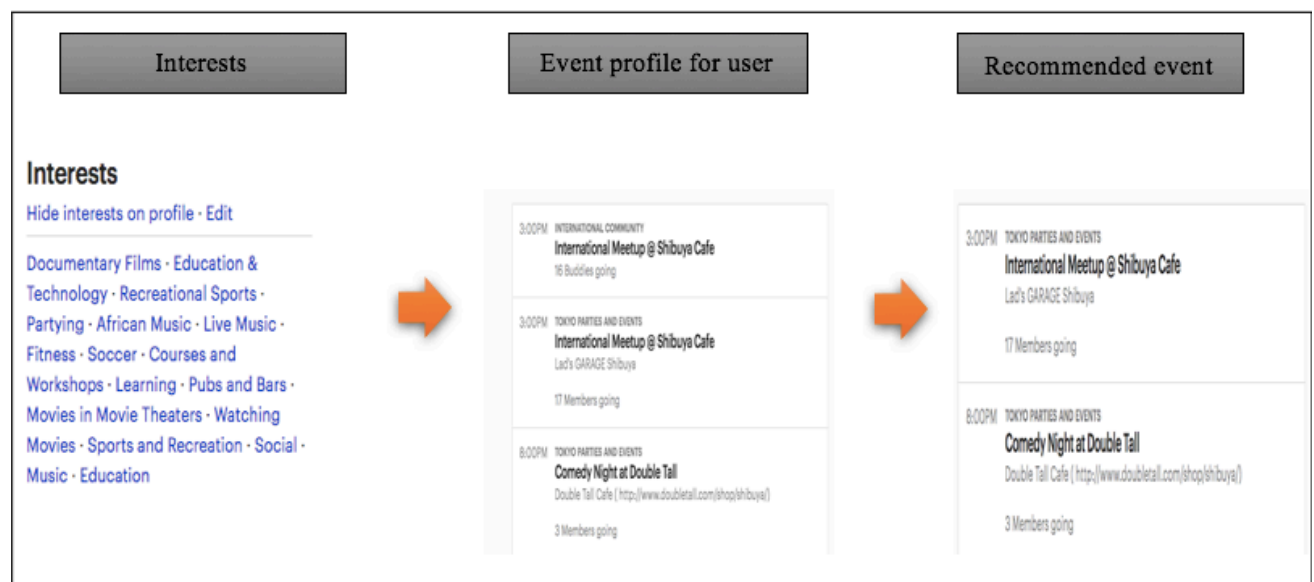 Interests
Event profile for user
Recommended event
Interests
Hide interests on profile · Edit
Documentary Films · Education &
Technology · Recreational Sports ·
Partying · African Music · Live Music ·
Fitness · Soccer · Courses and
Workshops · Learning · Pubs and Bars ·
Movies in Movie Theaters · Watching
Movies · Sports and Recreation · Social ·
Music · Education
3:00PM INTERNATIONAL COMMUNITY
International Meetup @ Shibuya Cafe
16 Buddies going
3:00PM TOKYO PARTIES AND EVENTS
International Meetup @ Shibuya Cafe
Lad's GARAGE Shibuya
17 Members going
8:00PM TOKYO PARTIES AND EVENTS
Comedy Night at Double Tall
Double Tall Cafe ( http://www.doubletall.com/shop/shibuya/)
3 Members going
3:00PM TOKYO PARTIES AND EVENTS
International Meetup @ Shibuya Cafe
Lad's GARAGE Shibuya
17 Members going
8:00PM TOKYO PARTIES AND EVENTS
Comedy Night at Double Tall
Double Tall Cafe ( http://www.doubletall.com/shop/shibuya/)
3 Members going